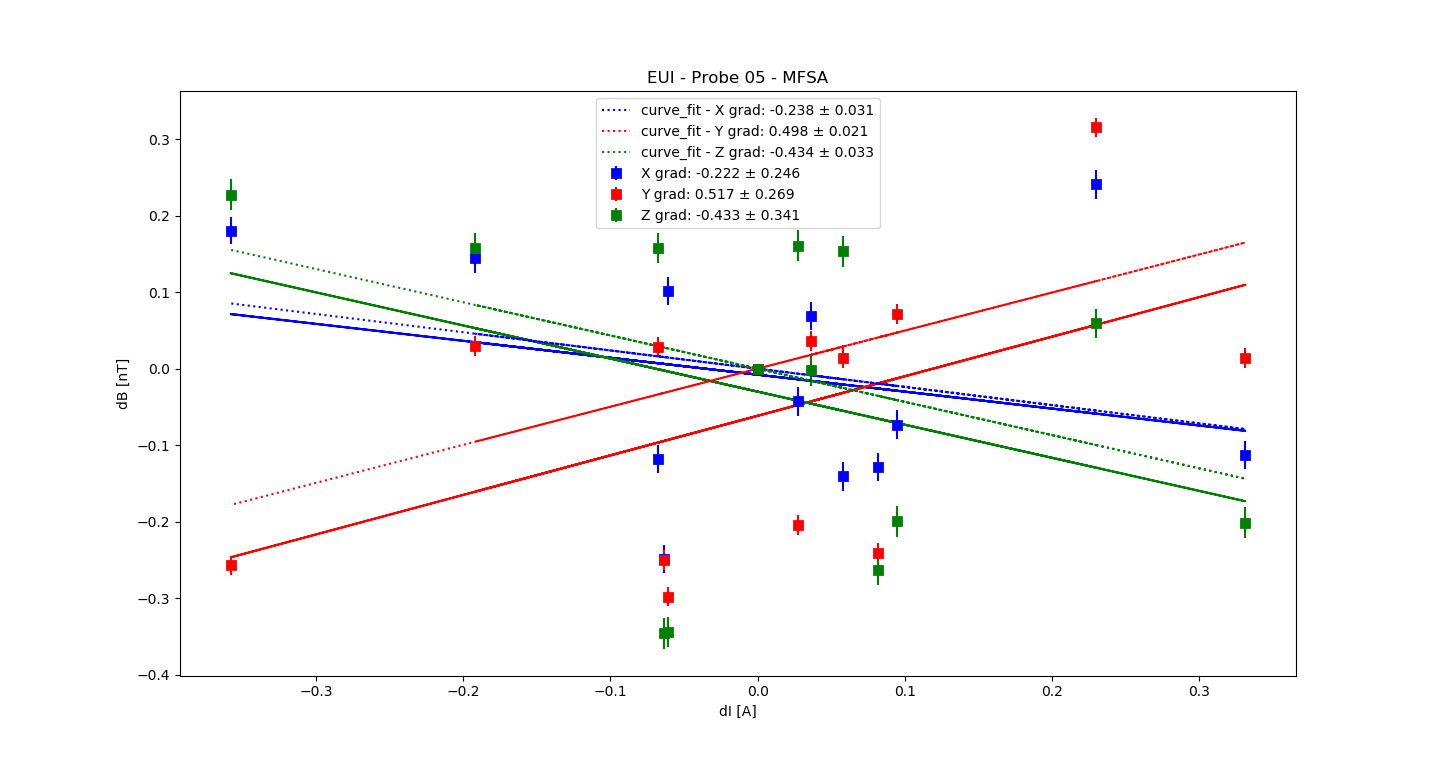 EUI - Probe 05 - MFSA
curve_fit - X grad: -0.238 ± 0.031
curve_fit - Y grad: 0.498 ± 0.021
curve_fit - Z grad: -0.434 ± 0.033
X grad: -0.222 ± 0.246
Y grad: 0.517 ± 0.269
Z grad: -0.433 ± 0.341
0.3
0.2
0.1
0.0
−0.1
−0.2
−0.3
−0.4
dB [nT]
−0.3
−0.2
−0.1
0.0
0.1
0.2
0.3
dI [A]